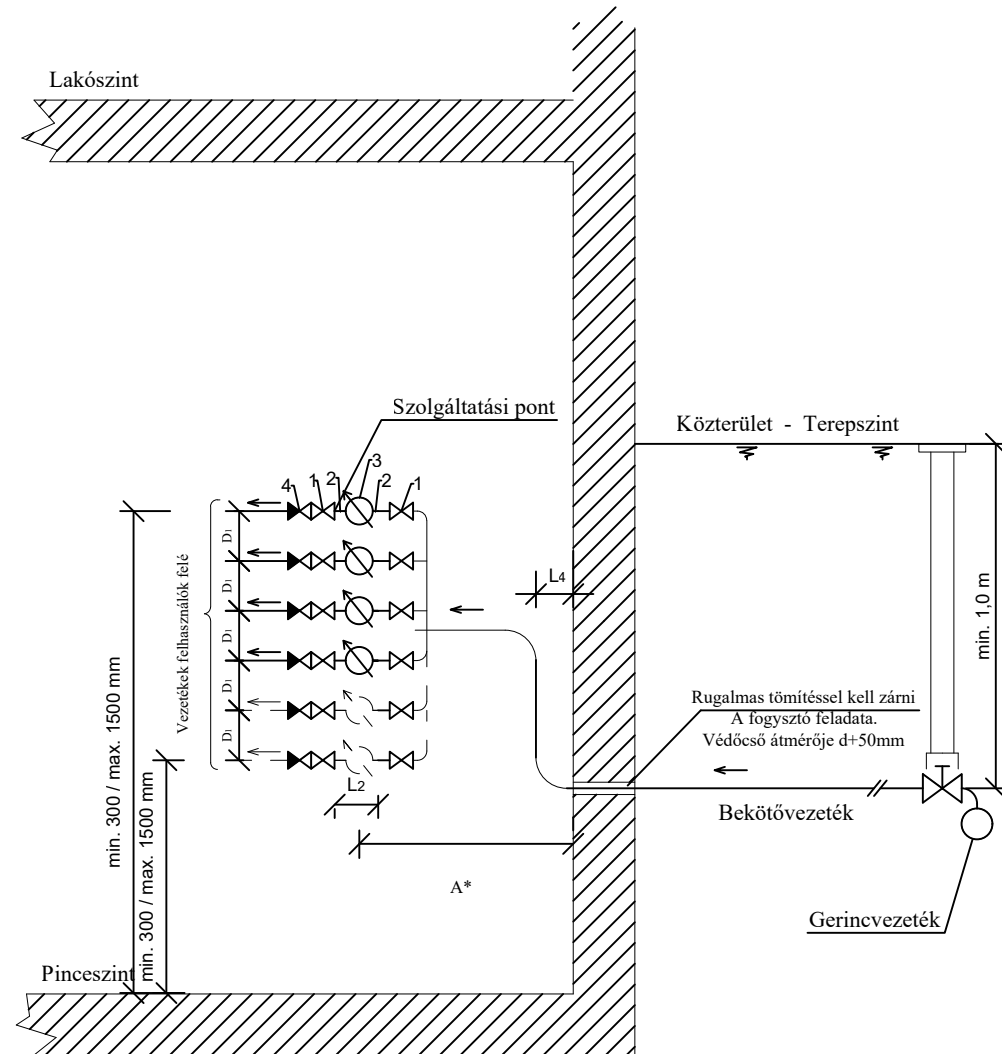 Lakószint
Szolgáltatási pont
Közterület - Terepszint
4
1
2
3
2
1
D1
D1
D1
D1
D1
Vezetékek felhasználók felé
L4
min. 1,0 m
Rugalmas tömítéssel kell zárni
A fogysztó feladata.
Védőcső átmérője d+50mm
min. 300 / max. 1500 mm
min. 300 / max. 1500 mm
L2
Bekötővezeték
A*
Gerincvezeték
Pinceszint